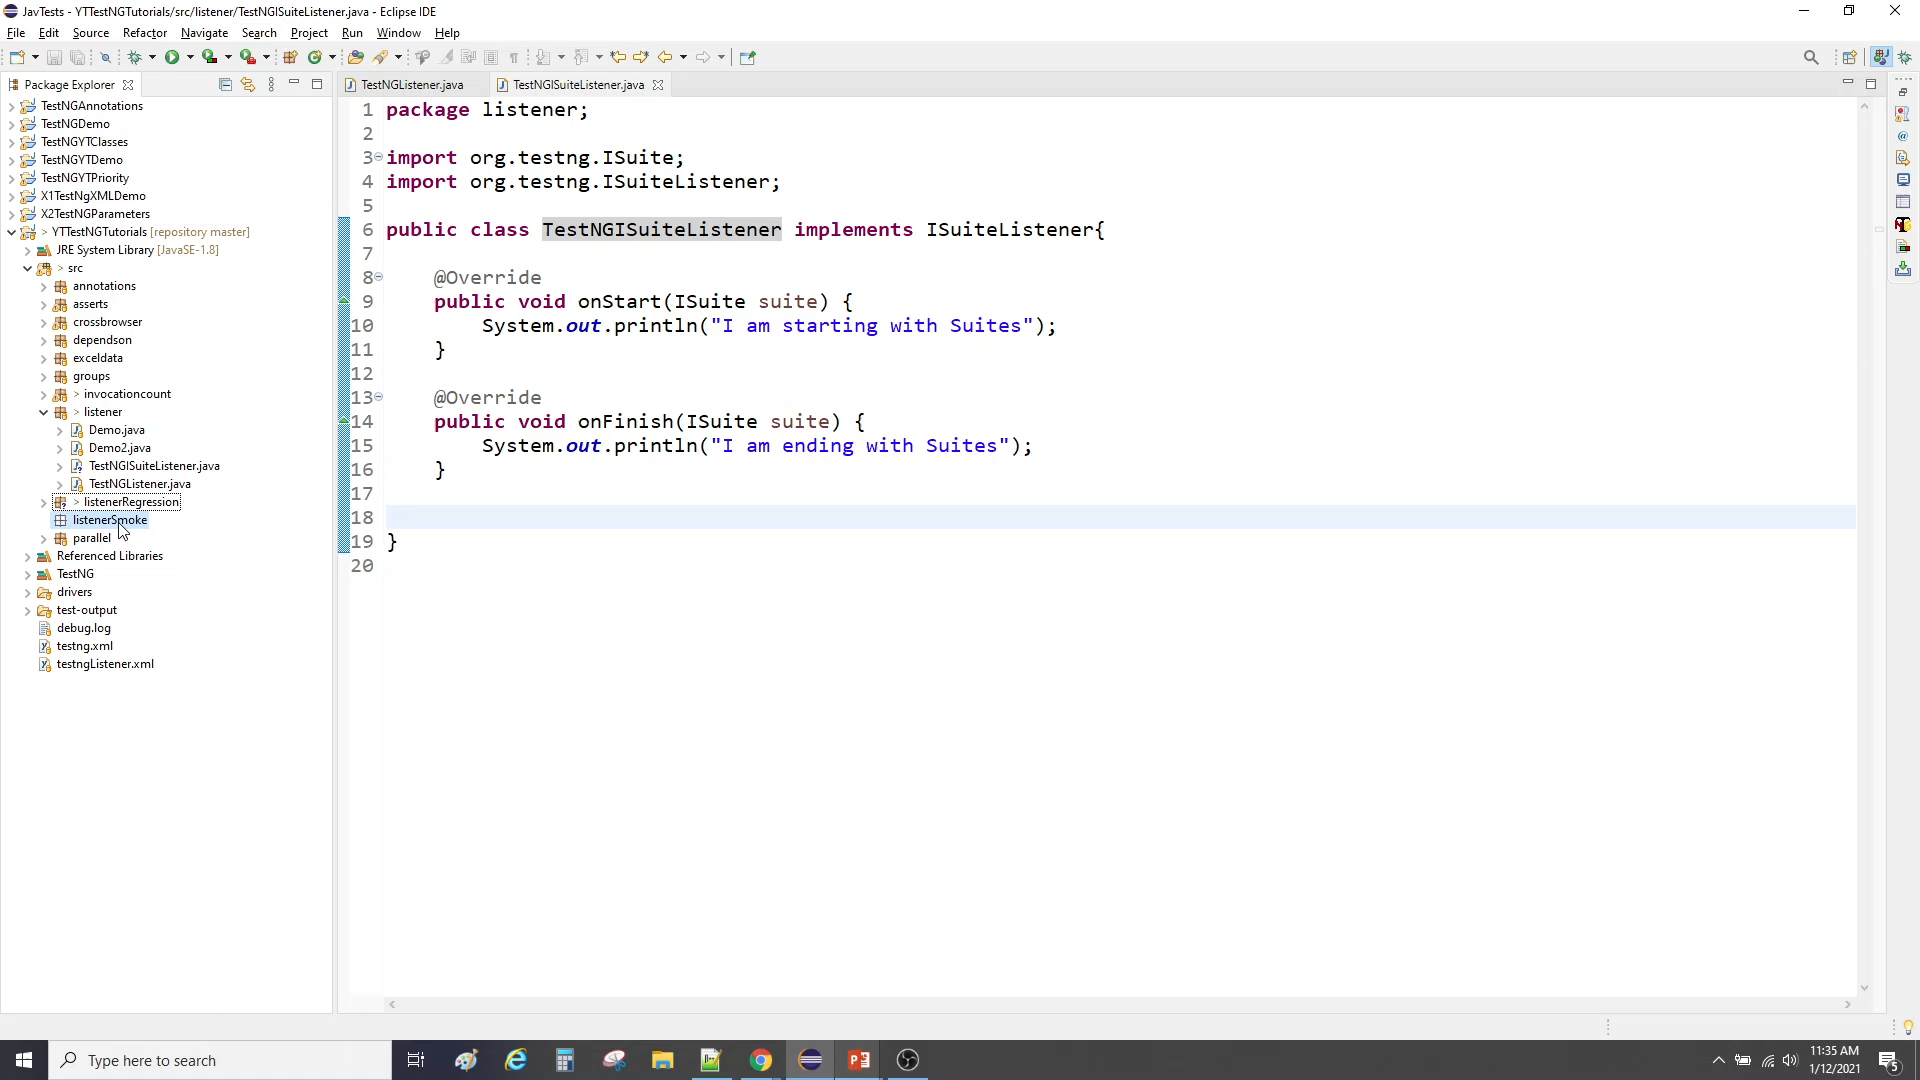 JavTests - YTTestNGTutorials/src/listener/TestNGISuiteListener.java - Eclipse IDE
File Edit Source Refactor Navigate Search Project Run Window Help
Package Explorer
TestNGListener.java
TestNGISuiteListener.java
TestNGAnnotations
TestNGDemo
TestNGYTClasses
TestNGYTDemo
TestNGYTPriority
X1TestNgXMLDemo
X2TestNGParameters
> YTTestNGTutorials [repository master]
JRE System Library [JavaSE-1.8]
> src
annotations
asserts
crossbrowser
dependson
exceldata
groups
> invocationcount
> listener
Demo.java
Demo2.java
TestNGISuiteListener.java
TestNGListener.java
> listenerRegression
listenerSmoke
parallel
Referenced Libraries
TestNG
drivers
test-output
debug.log
testng.xml
testngListener.xml
1 package listener;
2
3 import org.testng.ISuite;
4 import org.testng.ISuiteListener;
5
6 public class TestNGISuiteListener implements ISuiteListener{
7
8 @Override
9 public void onStart(ISuite suite) {
10 System.out.println("I am starting with Suites");
11 }
12
13 @Override
14 public void onFinish(ISuite suite) {
15 System.out.println("I am ending with Suites");
16 }
17
18
19 }
20
Type here to search
11:35 AM
1/12/2021
5